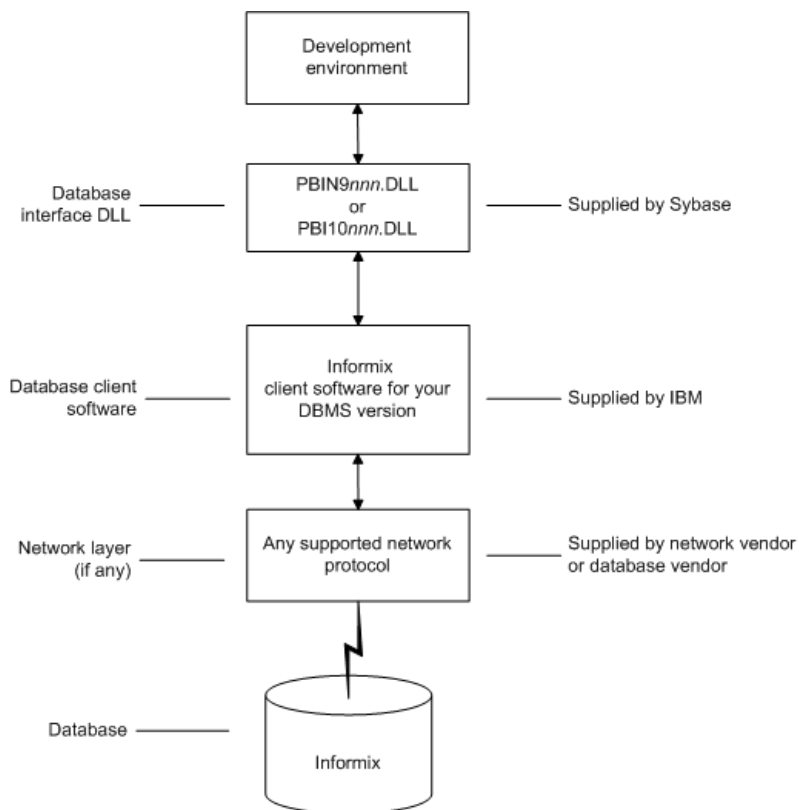 Development
environment
Database
interface DLL
PBIN9nnn.DLL
or
PBI10nnn.DLL
Supplied by Sybase
Database client
software
Informix
client software for your
DBMS version
Supplied by IBM
Network layer
(if any)
Any supported network
protocol
Supplied by network vendor
or database vendor
Database
Informix